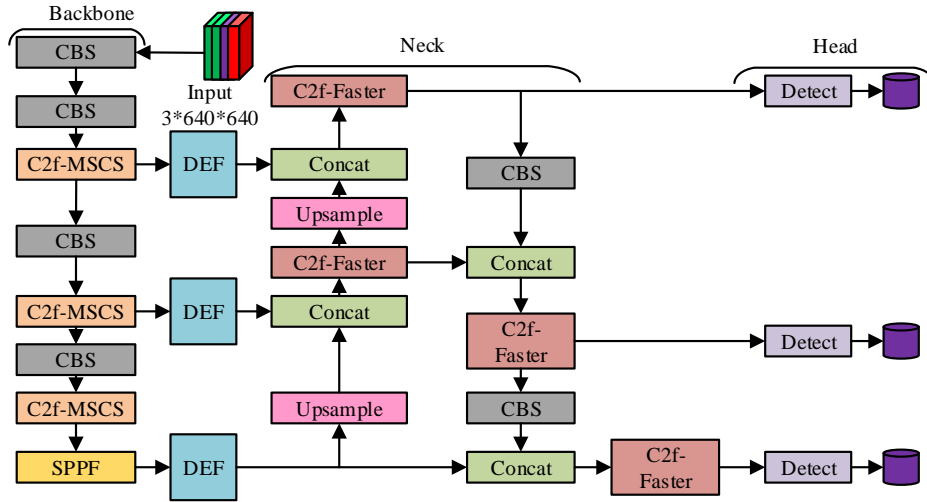 Backbone
Neck
Head
CBS
Input
3*640*640
CBS
C2f-MSCS
CBS
C2f-MSCS
CBS
C2f-MSCS
SPPF
DEF
DEF
DEF
C2f-Faster
Concat
Upsample
C2f-Faster
Concat
Upsample
CBS
Concat
C2f-
Faster
CBS
Concat
C2f-
Faster
Detect
Detect
Detect